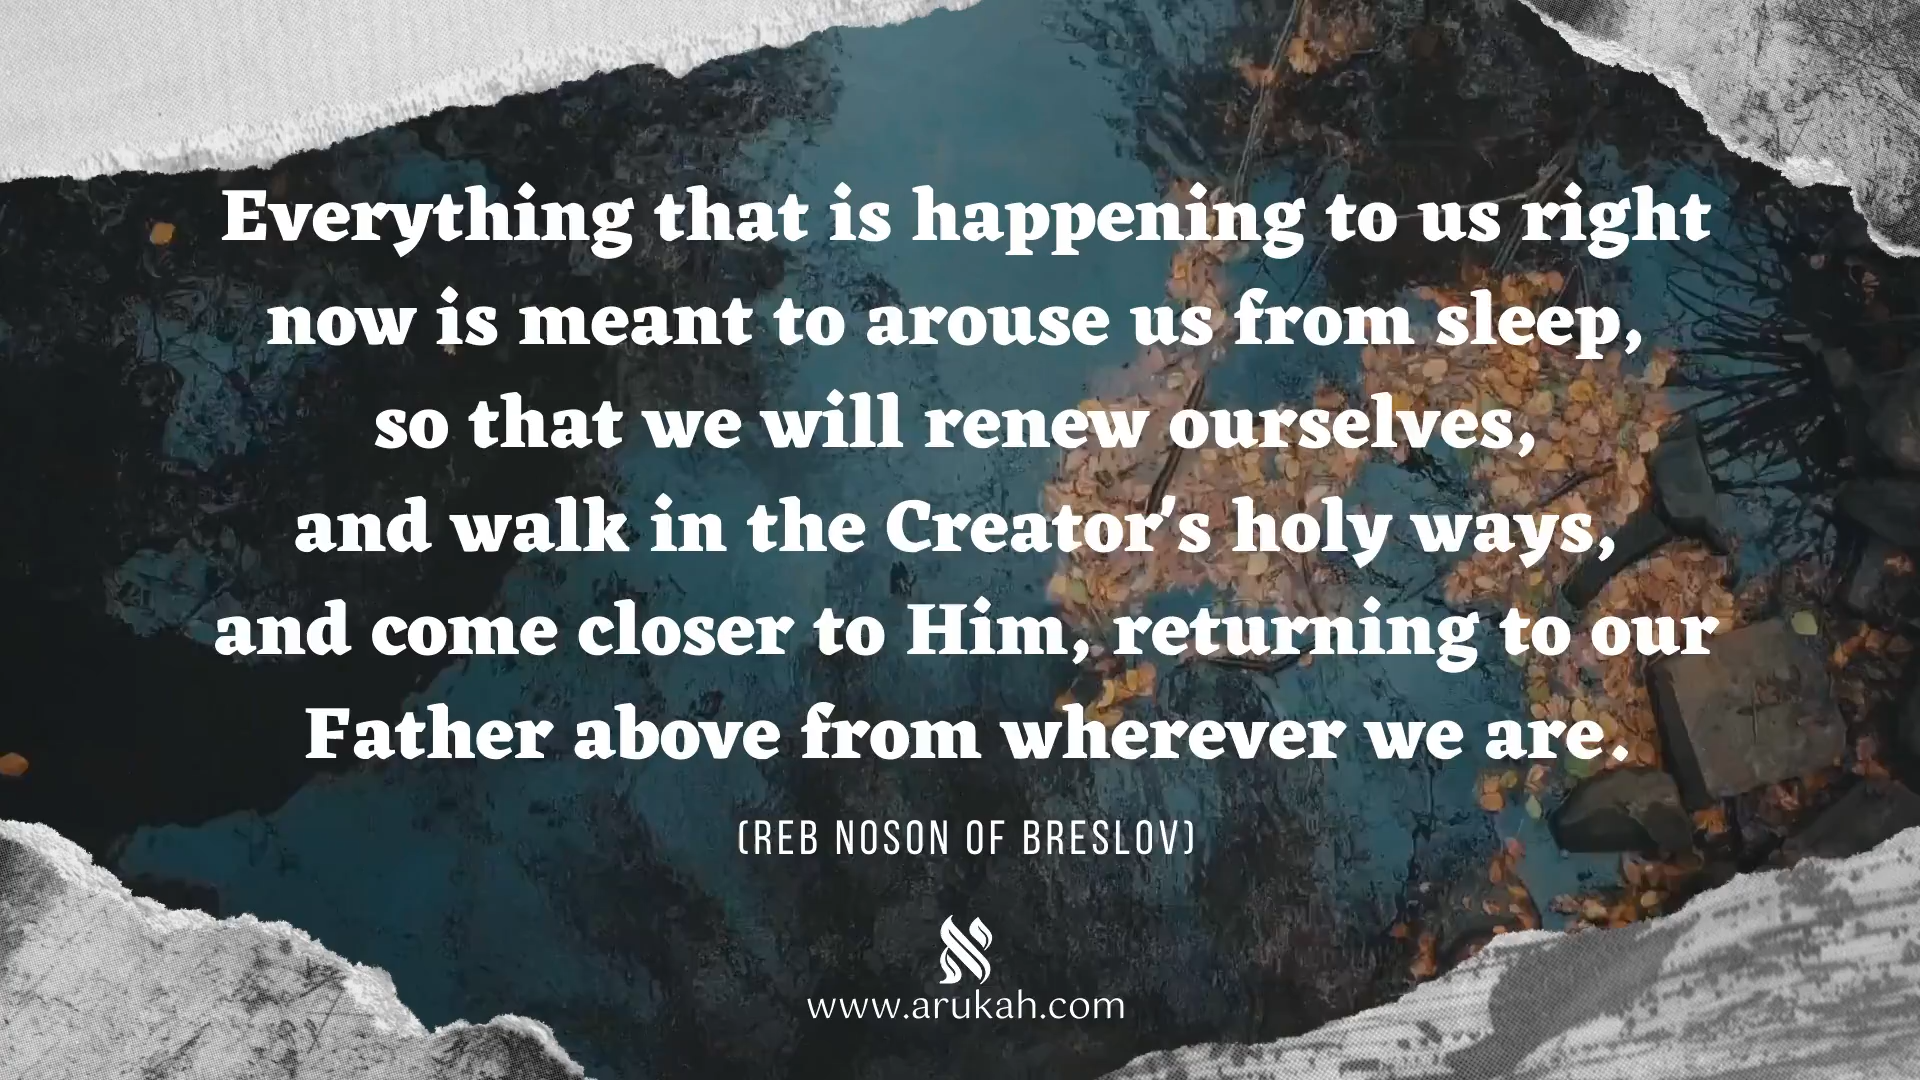 Everything that is happening to us right
now is meant to arouse us from sleep,
so that we will renew ourselves,
and walk in the Creator's holy ways,
and come closer to Him, returning to our
Father above from wherever we are.
(REB NOSON OF BRESLOV)
א
www.arukah.com